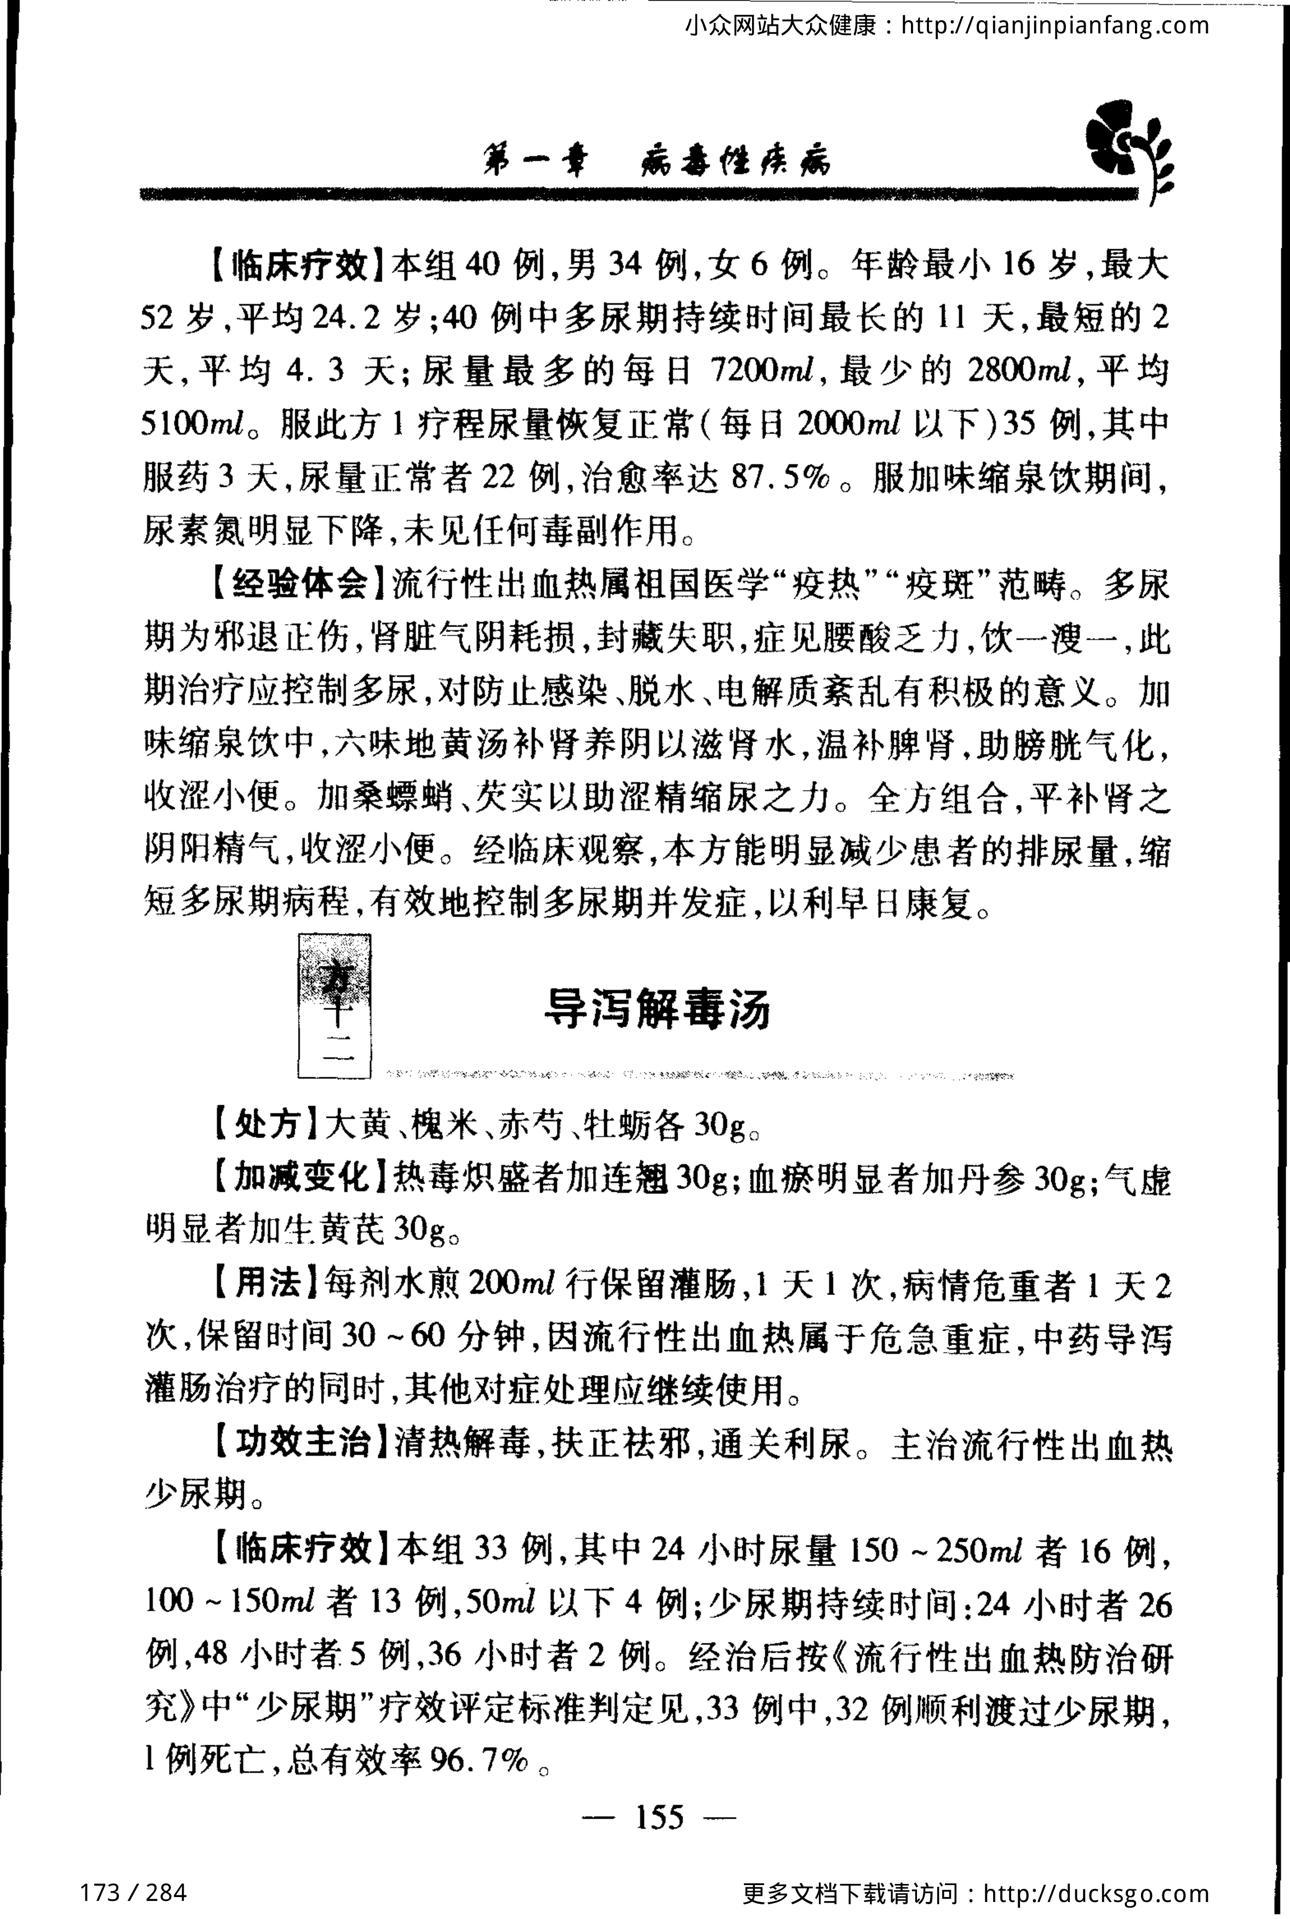 小众网站大众健康：http://qianjinpianfang.com
第一章 病毒性疾病
【临床疗效】本组 40 例,男 34 例,女 6 例。年龄最小 16 岁,最大
52 岁,平均 24.2 岁;40 例中多尿期持续时间最长的 11 天,最短的 2
天,平均 4.3 天;尿量最多的每日 7200ml,最少的 2800ml,平均
5100ml。服此方 1 疗程尿量恢复正常(每日 2000ml 以下)35 例,其中
服药 3 天,尿量正常者 22 例,治愈率达 87.5%。服加味缩泉饮期间,
尿素氮明显下降,未见任何毒副作用。
【经验体会】流行性出血热属祖国医学“疫热”“疫斑”范畴。多尿
期为邪退正伤,肾脏气阴耗损,封藏失职,症见腰酸乏力,饮一溲一,此
期治疗应控制多尿,对防止感染、脱水、电解质紊乱有积极的意义。加
味缩泉饮中,六味地黄汤补肾养阴以滋肾水,温补脾肾,助膀胱气化,
收涩小便。加桑螵蛸、芡实以助涩精缩尿之力。全方组合,平补肾之
阴阳精气,收涩小便。经临床观察,本方能明显减少患者的排尿量,缩
短多尿期病程,有效地控制多尿期并发症,以利早日康复。
方十二
导泻解毒汤
【处方】大黄、槐米、赤芍、牡蛎各 30g。
【加减变化】热毒炽盛者加连翘 30g;血瘀明显者加丹参 30g;气虚
明显者加生黄芪 30g。
【用法】每剂水煎 200ml 行保留灌肠,1 天 1 次,病情危重者 1 天 2
次,保留时间 30 ~ 60 分钟,因流行性出血热属于危急重症,中药导泻
灌肠治疗的同时,其他对症处理应继续使用。
【功效主治】清热解毒,扶正祛邪,通关利尿。主治流行性出血热
少尿期。
【临床疗效】本组 33 例,其中 24 小时尿量 150 ~ 250ml 者 16 例,
100 ~ 150ml 者 13 例,50ml 以下 4 例;少尿期持续时间:24 小时者 26
例,48 小时者 5 例,36 小时者 2 例。经治后按《流行性出血热防治研
究》中“少尿期”疗效评定标准判定见,33 例中,32 例顺利渡过少尿期,
1 例死亡,总有效率 96.7%。
— 155 —
173 / 284
更多文档下载请访问：http://ducksgo.com